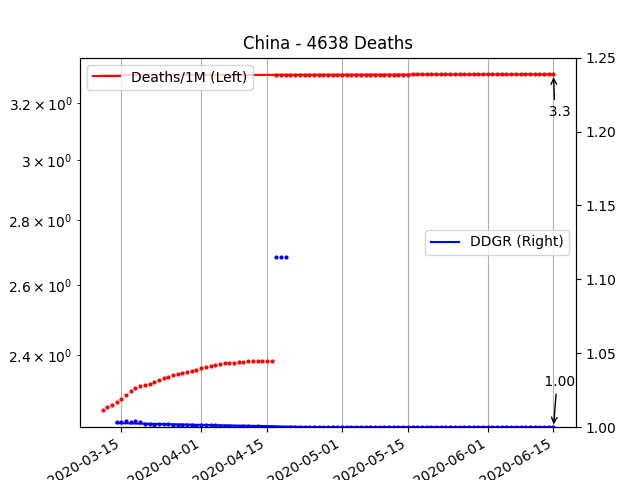 China - 4638 Deaths
Deaths/1M (Left)
DDGR (Right)
3.2 × 10⁰
3 × 10⁰
2.8 × 10⁰
2.6 × 10⁰
2.4 × 10⁰
1.25
1.20
1.15
1.10
1.05
1.00
3.3
1.00
2020-03-15
2020-04-01
2020-04-15
2020-05-01
2020-05-15
2020-06-01
2020-06-15